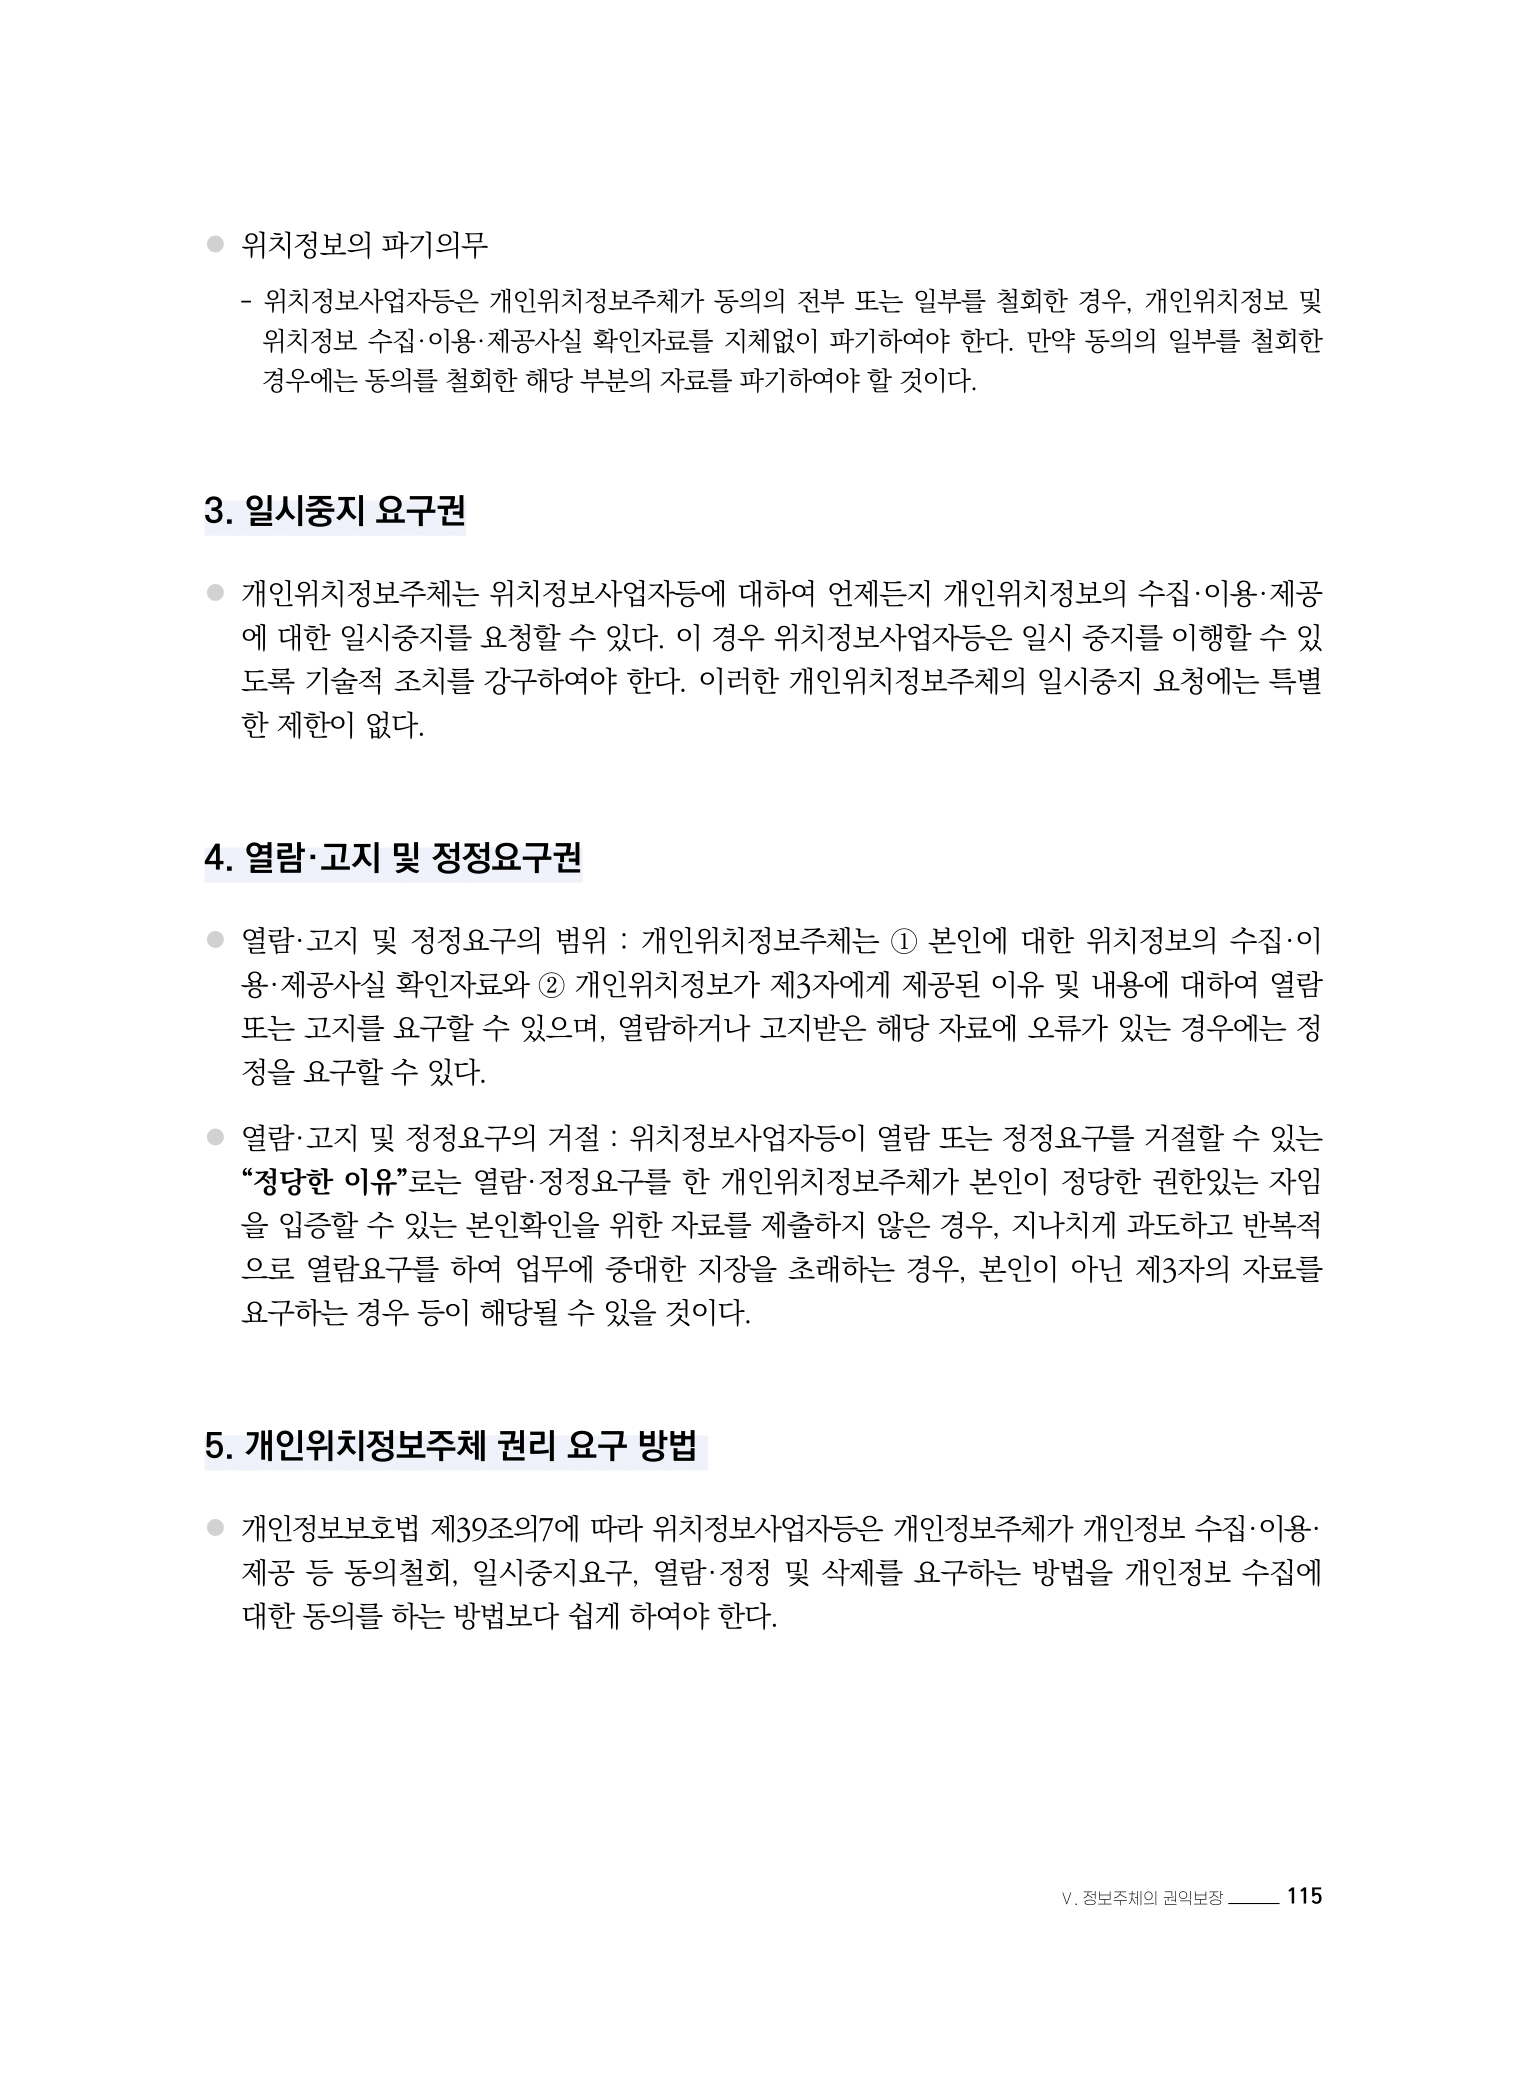 ● 위치정보의 파기의무
- 위치정보사업자등은 개인위치정보주체가 동의의 전부 또는 일부를 철회한 경우, 개인위치정보 및
위치정보 수집·이용·제공사실 확인자료를 지체없이 파기하여야 한다. 만약 동의의 일부를 철회한
경우에는 동의를 철회한 해당 부분의 자료를 파기하여야 할 것이다.
3. 일시중지 요구권
● 개인위치정보주체는 위치정보사업자등에 대하여 언제든지 개인위치정보의 수집·이용·제공
에 대한 일시중지를 요청할 수 있다. 이 경우 위치정보사업자등은 일시 중지를 이행할 수 있
도록 기술적 조치를 강구하여야 한다. 이러한 개인위치정보주체의 일시중지 요청에는 특별
한 제한이 없다.
4. 열람·고지 및 정정요구권
● 열람·고지 및 정정요구의 범위 : 개인위치정보주체는 ① 본인에 대한 위치정보의 수집·이
용·제공사실 확인자료와 ② 개인위치정보가 제3자에게 제공된 이유 및 내용에 대하여 열람
또는 고지를 요구할 수 있으며, 열람하거나 고지받은 해당 자료에 오류가 있는 경우에는 정
정을 요구할 수 있다.
● 열람·고지 및 정정요구의 거절 : 위치정보사업자등이 열람 또는 정정요구를 거절할 수 있는
“정당한 이유”로는 열람·정정요구를 한 개인위치정보주체가 본인이 정당한 권한있는 자임
을 입증할 수 있는 본인확인을 위한 자료를 제출하지 않은 경우, 지나치게 과도하고 반복적
으로 열람요구를 하여 업무에 중대한 지장을 초래하는 경우, 본인이 아닌 제3자의 자료를
요구하는 경우 등이 해당될 수 있을 것이다.
5. 개인위치정보주체 권리 요구 방법
● 개인정보보호법 제39조의7에 따라 위치정보사업자등은 개인정보주체가 개인정보 수집·이용·
제공 등 동의철회, 일시중지요구, 열람·정정 및 삭제를 요구하는 방법을 개인정보 수집에
대한 동의를 하는 방법보다 쉽게 하여야 한다.
Ⅴ. 정보주체의 권익보장 115